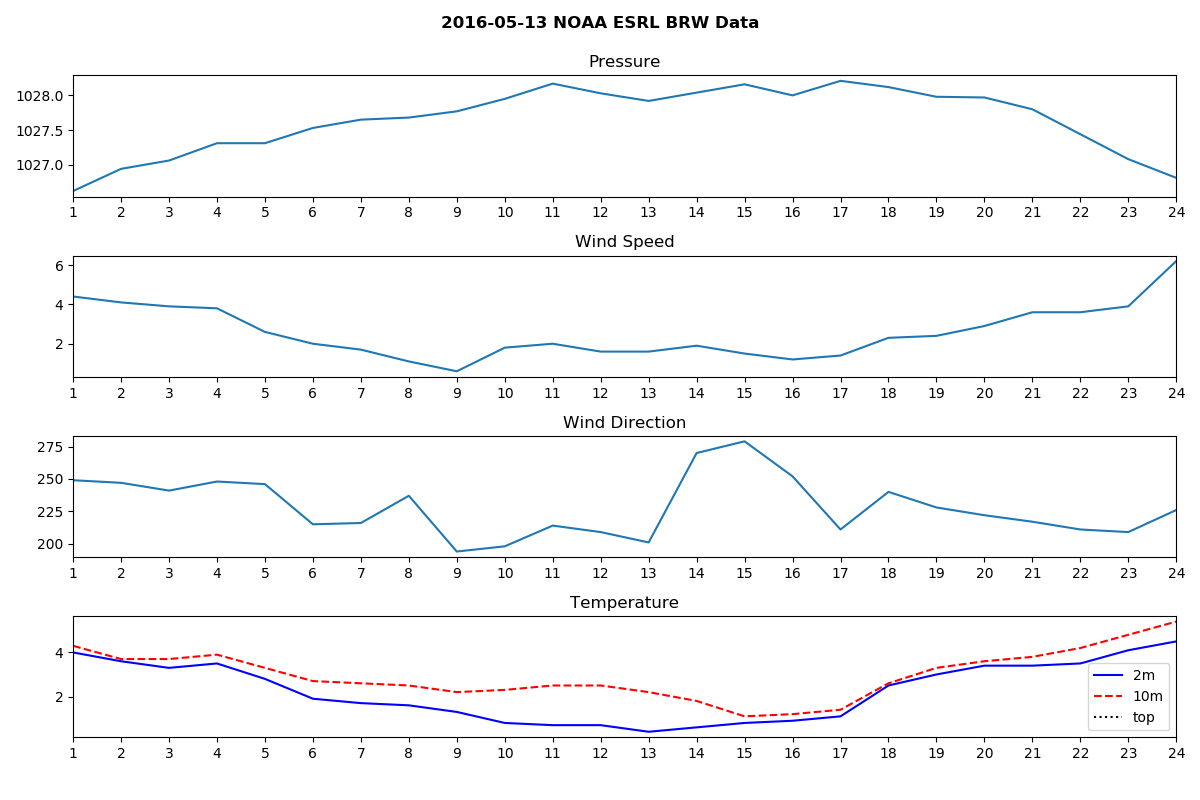 2016-05-13 NOAA ESRL BRW Data
Pressure
1028.0
1027.5
1027.0
1 2 3 4 5 6 7 8 9 10 11 12 13 14 15 16 17 18 19 20 21 22 23 24
Wind Speed
6
4
2
1 2 3 4 5 6 7 8 9 10 11 12 13 14 15 16 17 18 19 20 21 22 23 24
Wind Direction
275
250
225
200
1 2 3 4 5 6 7 8 9 10 11 12 13 14 15 16 17 18 19 20 21 22 23 24
Temperature
4
2
2m
10m
top
1 2 3 4 5 6 7 8 9 10 11 12 13 14 15 16 17 18 19 20 21 22 23 24